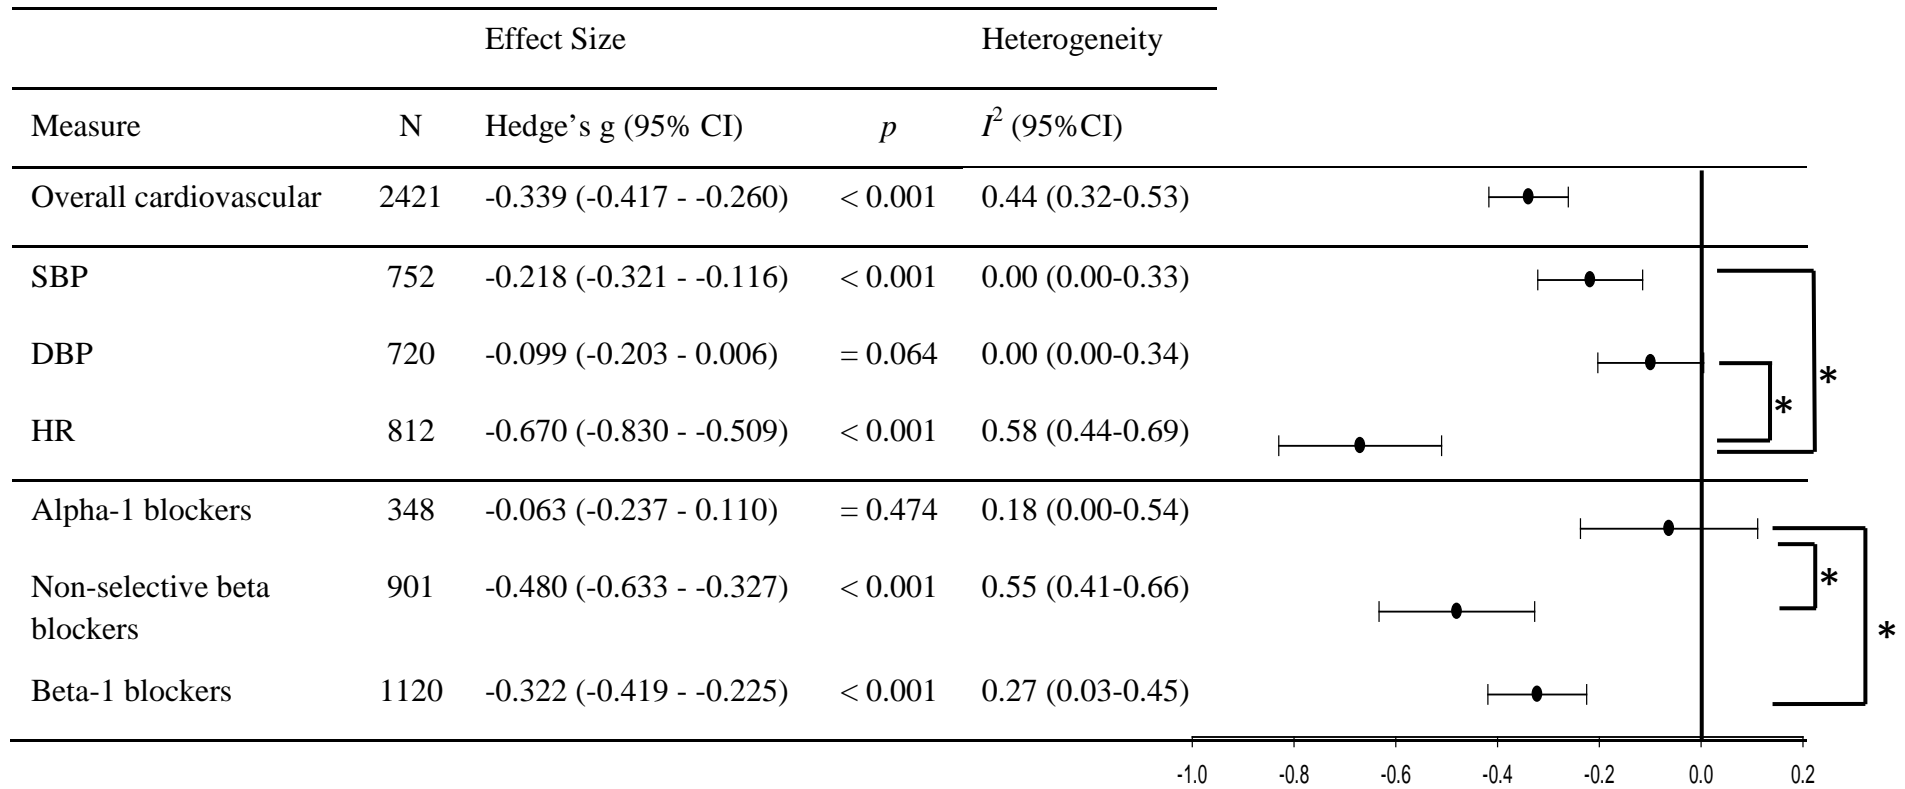 Effect Size Heterogeneity
Measure N Hedge’s g (95% CI) p I2 (95%CI)
Overall cardiovascular 2421 -0.339 (-0.417 - -0.260) < 0.001 0.44 (0.32-0.53)
SBP 752 -0.218 (-0.321 - -0.116) < 0.001 0.00 (0.00-0.33)
DBP 720 -0.099 (-0.203 - 0.006) = 0.064 0.00 (0.00-0.34)
*
*
HR 812 -0.670 (-0.830 - -0.509) < 0.001 0.58 (0.44-0.69)
Alpha-1 blockers 348 -0.063 (-0.237 - 0.110) = 0.474 0.18 (0.00-0.54)
Non-selective beta 901 -0.480 (-0.633 - -0.327) < 0.001 0.55 (0.41-0.66) *
blockers *
Beta-1 blockers 1120 -0.322 (-0.419 - -0.225) < 0.001 0.27 (0.03-0.45)
-1.0 -0.8 -0.6 -0.4 -0.2 0.0 0.2